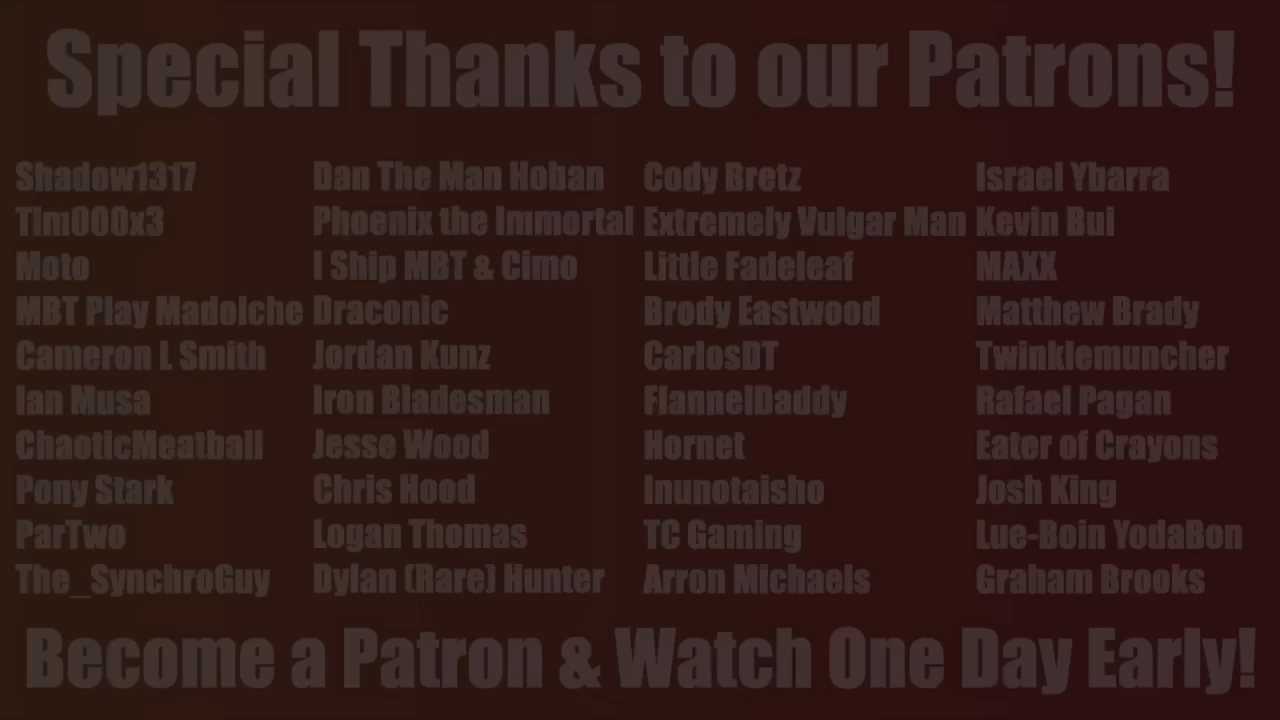 Special Thanks to our Patrons!
Shadow1317
Tim000x3
Moto
MBT Play Madolche
Cameron L Smith
Ian Musa
ChaoticMeatball
Pony Stark
ParTwo
The_SynchroGuy
Dan The Man Hoban
Phoenix the Immortal
I Ship MBT & Cimo
Draconic
Jordan Kunz
Iron Bladesman
Jesse Wood
Chris Hood
Logan Thomas
Dylan (Rare) Hunter
Cody Bretz
Extremely Vulgar Man
Little Fadeleaf
Brody Eastwood
CarlosDT
FlannelDaddy
Hornet
Inunotaisho
TC Gaming
Arron Michaels
Israel Ybarra
Kevin Bui
MAXX
Matthew Brady
Twinklemuncher
Rafael Pagan
Eater of Crayons
Josh King
Lue-Boin YodaBon
Graham Brooks
Become a Patron & Watch One Day Early!